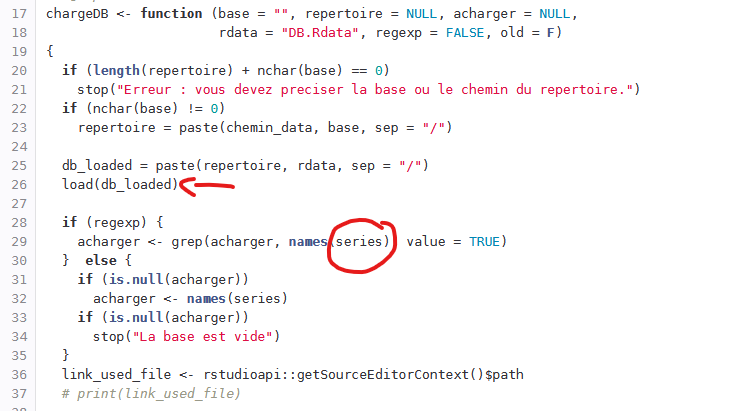 17 chargeDB <- function (base = "", repertoire = NULL, acharger = NULL,
18 rdata = "DB.Rdata", regexp = FALSE, old = F)
19 {
20 if (length(repertoire) + nchar(base) == 0)
21 stop("Erreur : vous devez preciser la base ou le chemin du repertoire.")
22 if (nchar(base) != 0)
23 repertoire = paste(chemin_data, base, sep = "/")
24
25 db_loaded = paste(repertoire, rdata, sep = "/")
26 load(db_loaded)
27
28 if (regexp) {
29 acharger <- grep(acharger, names(series), value = TRUE)
30 } else {
31 if (is.null(acharger))
32 acharger <- names(series)
33 if (is.null(acharger))
34 stop("La base est vide")
35 }
36 link_used_file <- rstudioapi::getSourceEditorContext()$path
37 # print(link_used_file)